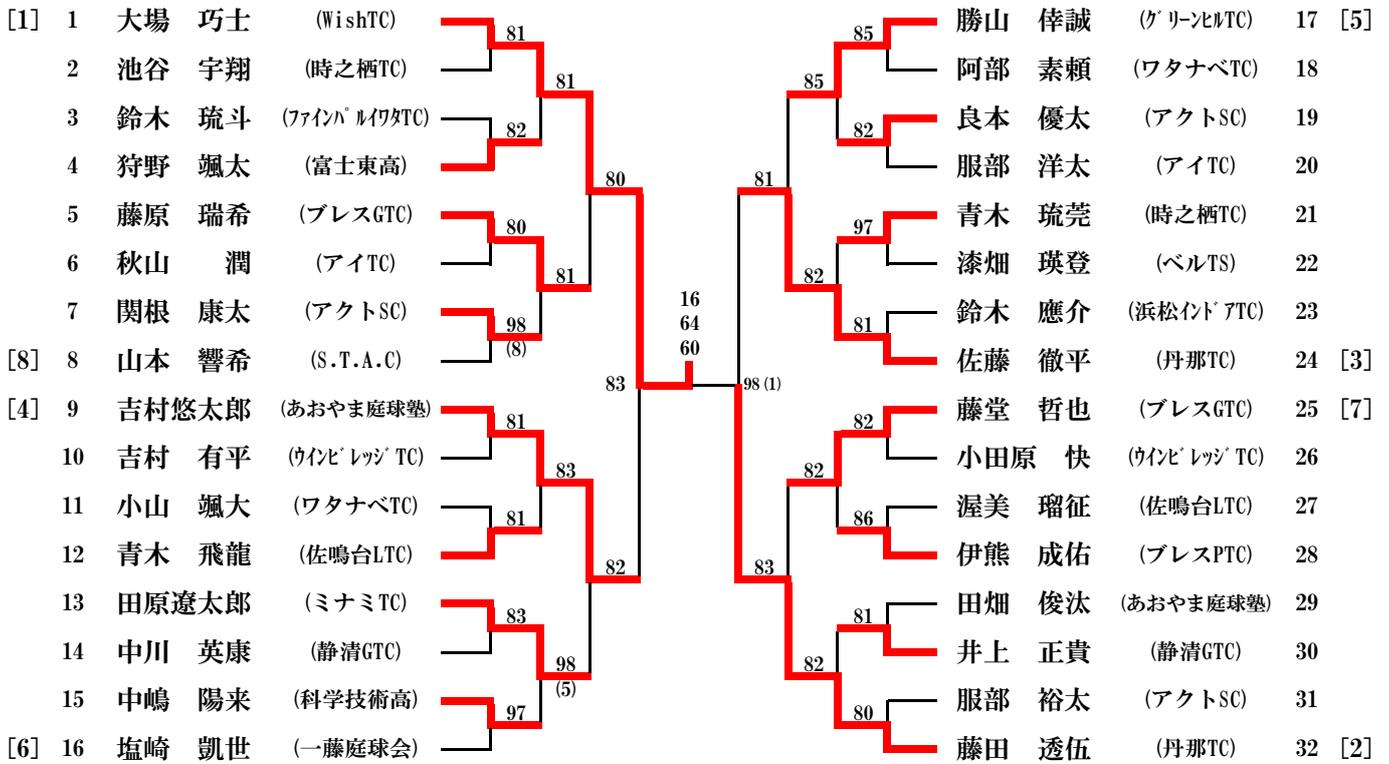 [1] 1 大場 巧士 (WishTC)
81
2 池谷 宇翔 (時之栖TC)
81
3 鈴木 琉斗 (ファインパルイワタTC)
82
4 狩野 颯太 (富士東高)
80
5 藤原 瑞希 (ブレスGTC)
80
6 秋山 潤 (アイTC)
81
7 関根 康太 (アクトSC)
98
(8)
[8] 8 山本 響希 (S.T.A.C)
83
[4] 9 吉村悠太郎 (あおやま庭球塾)
81
10 吉村 有平 (ウインビレッジTC)
83
11 小山 颯大 (ワタナベTC)
81
12 青木 飛龍 (佐鳴台LTC)
82
13 田原遼太郎 (ミナミTC)
83
14 中川 英康 (静清GTC)
98
(5)
15 中嶋 陽来 (科学技術高)
97
[6] 16 塩崎 凱世 (一藤庭球会)
16
64
60
勝山 倖誠 (グリーンヒルTC) 17 [5]
85
阿部 素頼 (ワタナベTC) 18
85
良本 優太 (アクトSC) 19
82
服部 洋太 (アイTC) 20
81
青木 琉莞 (時之栖TC) 21
97
漆畑 瑛登 (ベルTS) 22
82
鈴木 應介 (浜松インドアTC) 23
81
佐藤 徹平 (丹那TC) 24 [3]
98 (1)
藤堂 哲也 (ブレスGTC) 25 [7]
82
小田原 快 (ウインビレッジTC) 26
82
渥美 瑠征 (佐鳴台LTC) 27
86
伊熊 成佑 (ブレスPTC) 28
83
田畑 俊汰 (あおやま庭球塾) 29
81
井上 正貴 (静清GTC) 30
82
服部 裕太 (アクトSC) 31
80
藤田 透伍 (丹那TC) 32 [2]